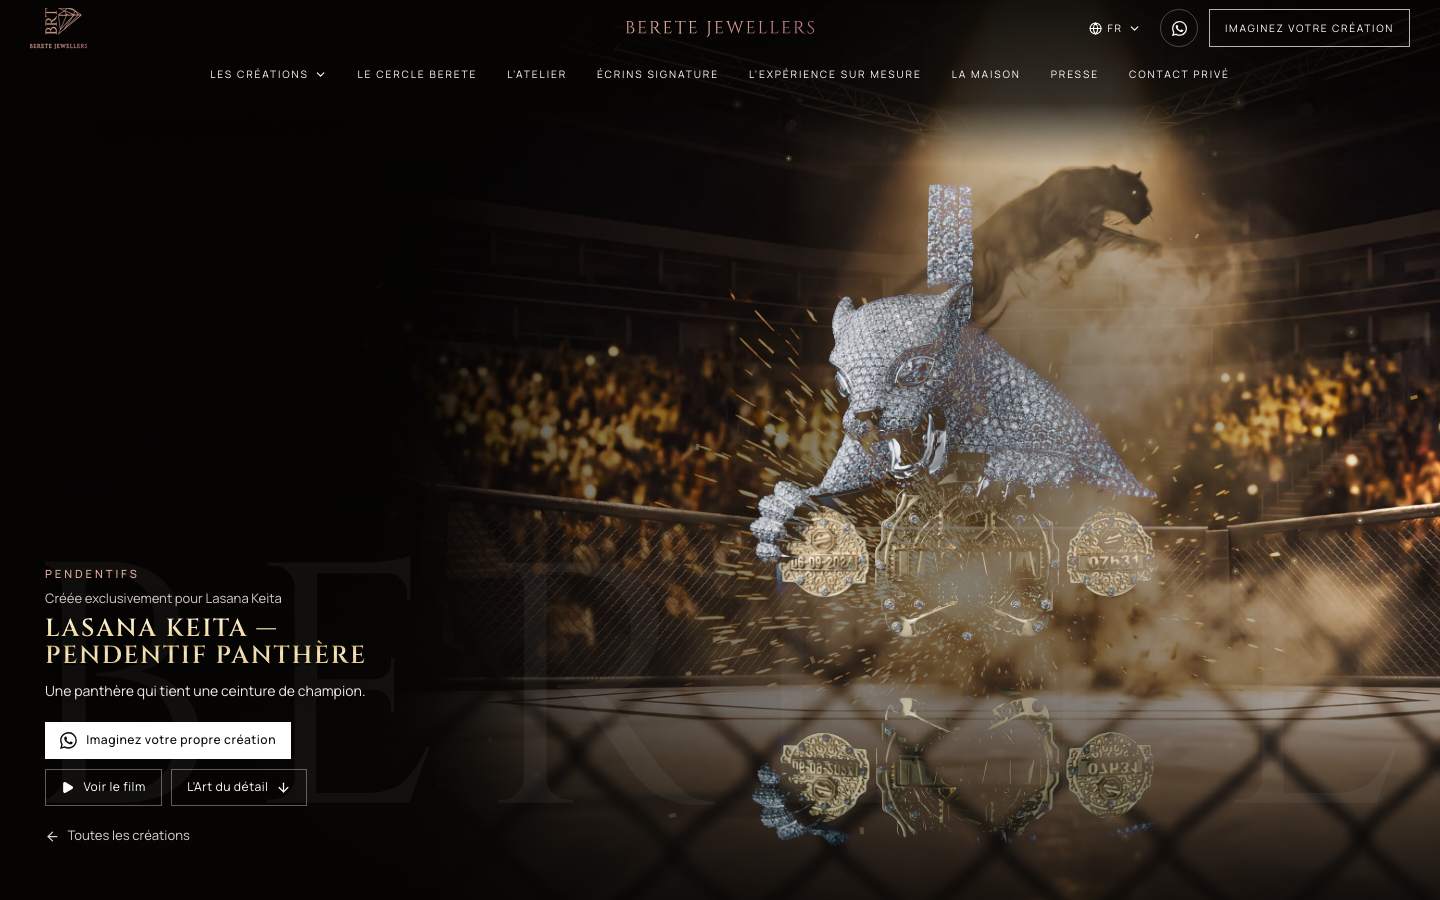 BRT
BERETE JEWELLERS
BERETE JEWELLERS
FR
IMAGINEZ VOTRE CRÉATION
LES CRÉATIONS
LE CERCLE BERETE
L'ATELIER
ÉCRINS SIGNATURE
L'EXPÉRIENCE SUR MESURE
LA MAISON
PRESSE
CONTACT PRIVÉ
PENDENTIFS
Créée exclusivement pour Lasana Keita
LASANA KEITA —
PENDENTIF PANTHÈRE
Une panthère qui tient une ceinture de champion.
Imaginez votre propre création
Voir le film
L'Art du détail
Toutes les créations